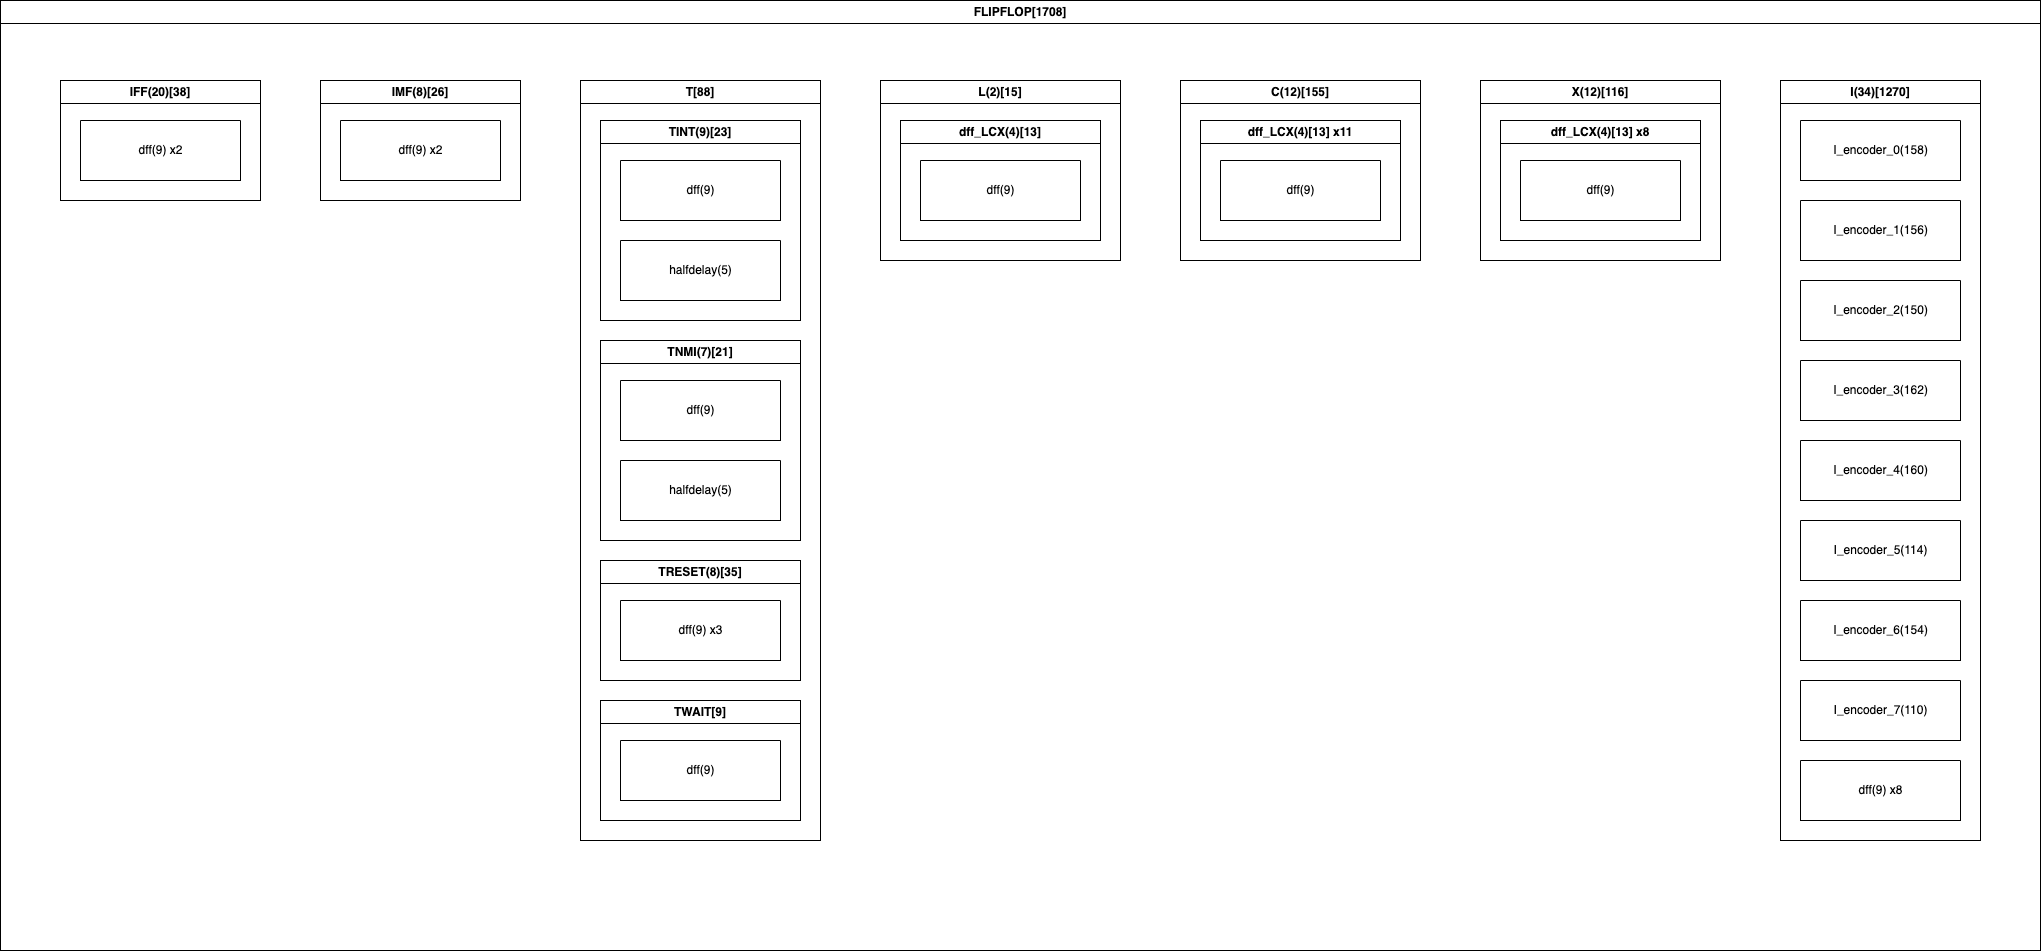 FLIPFLOP[1708]
IFF(20)[38]
dff(9) x2
IMF(8)[26]
dff(9) x2
T[88]
TINT(9)[23]
dff(9)
halfdelay(5)
TNMI(7)[21]
dff(9)
halfdelay(5)
TRESET(8)[35]
dff(9) x3
TWAIT[9]
dff(9)
L(2)[15]
dff_LCX(4)[13]
dff(9)
C(12)[155]
dff_LCX(4)[13] x11
dff(9)
X(12)[116]
dff_LCX(4)[13] x8
dff(9)
I(34)[1270]
I_encoder_0(158)
I_encoder_1(156)
I_encoder_2(150)
I_encoder_3(162)
I_encoder_4(160)
I_encoder_5(114)
I_encoder_6(154)
I_encoder_7(110)
dff(9) x8